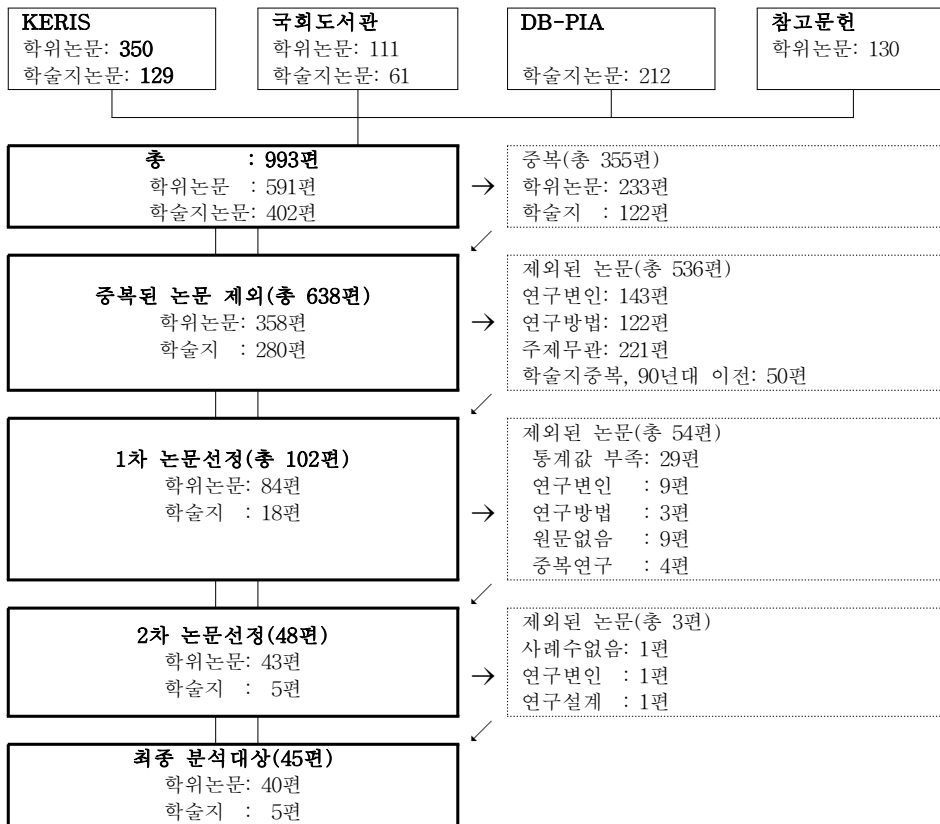 KERIS
학위논문: 350
학술지논문: 129
국회도서관
학위논문: 111
학술지논문: 61
DB-PIA
학술지논문: 212
참고문헌
학위논문: 130
총 : 993편
학위논문 : 591편
학술지논문: 402편
→
중복(총 355편)
학위논문: 233편
학술지 : 122편
중복된 논문 제외(총 638편)
학위논문: 358편
학술지 : 280편
→
제외된 논문(총 536편)
연구변인: 143편
연구방법: 122편
주제무관: 221편
학술지중복, 90년대 이전: 50편
1차 논문선정(총 102편)
학위논문: 84편
학술지 : 18편
→
제외된 논문(총 54편)
통계값 부족: 29편
연구변인 : 9편
연구방법 : 3편
원문없음 : 9편
중복연구 : 4편
2차 논문선정(48편)
학위논문: 43편
학술지 : 5편
→
제외된 논문(총 3편)
사례수없음: 1편
연구변인 : 1편
연구설계 : 1편
최종 분석대상(45편)
학위논문: 40편
학술지 : 5편